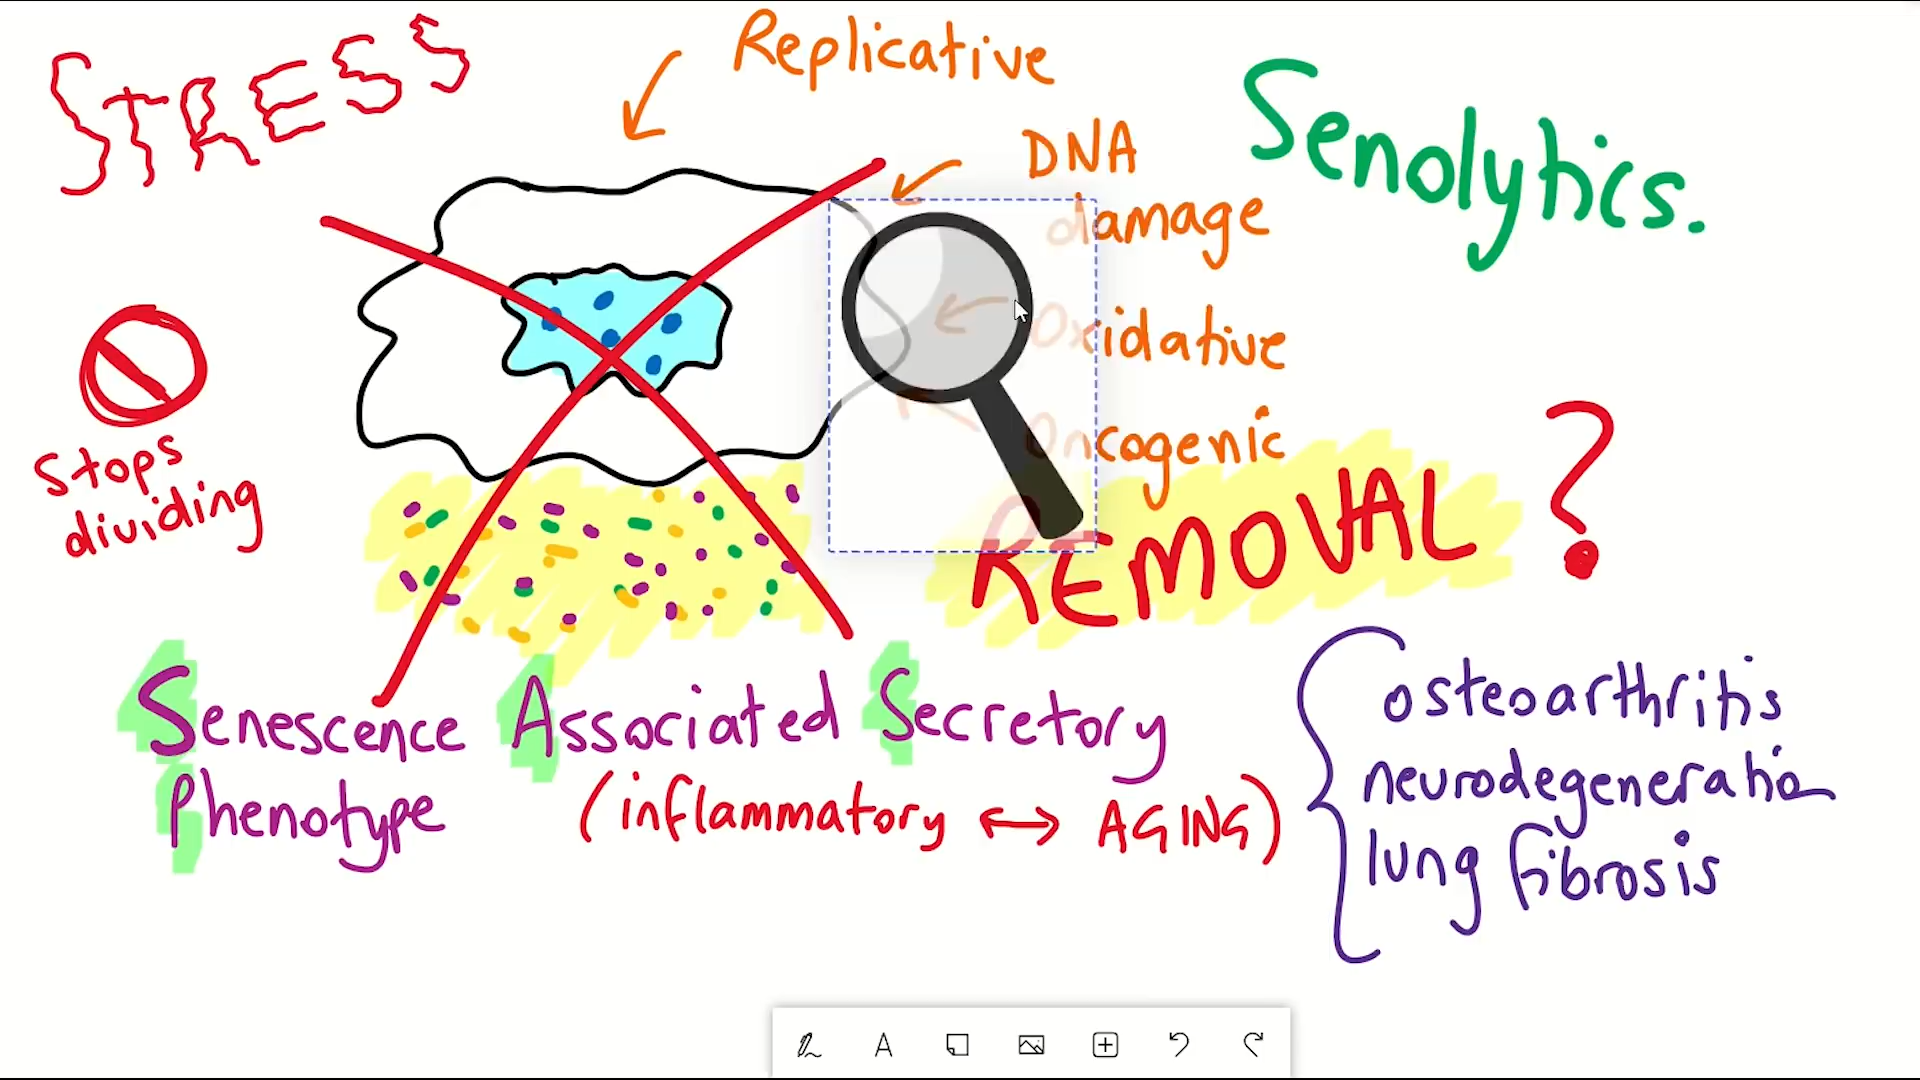 STRESS
Replicative
DNA
damage
Oxidative
Oncogenic
Senolytics.
Stops
dividing
REMOVAL ?
Senescence Associated Secretory
Phenotype
(inflammatory ↔ AGING)
osteoarthritis
neurodegeneratio
lung fibrosis
A